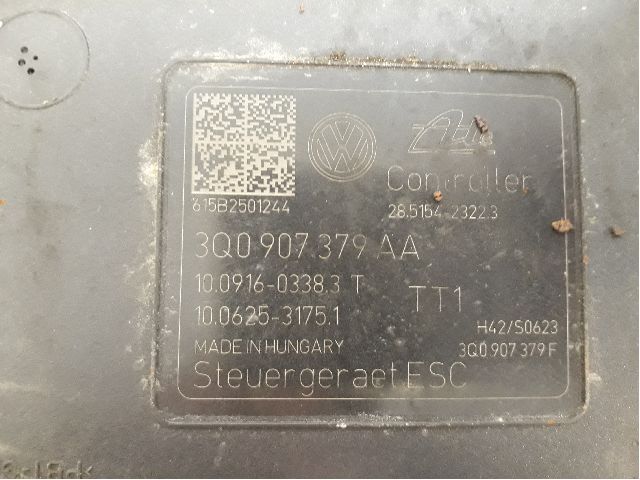 Ate
Controller
615B2501244
28.5154-2322.3
3Q0 907 379 AA
10.0916-0338.3 T
TT1
10.0625-3175.1
H42/S0623
MADE IN HUNGARY
3Q0 907 379 F
Steuergeraet ESC